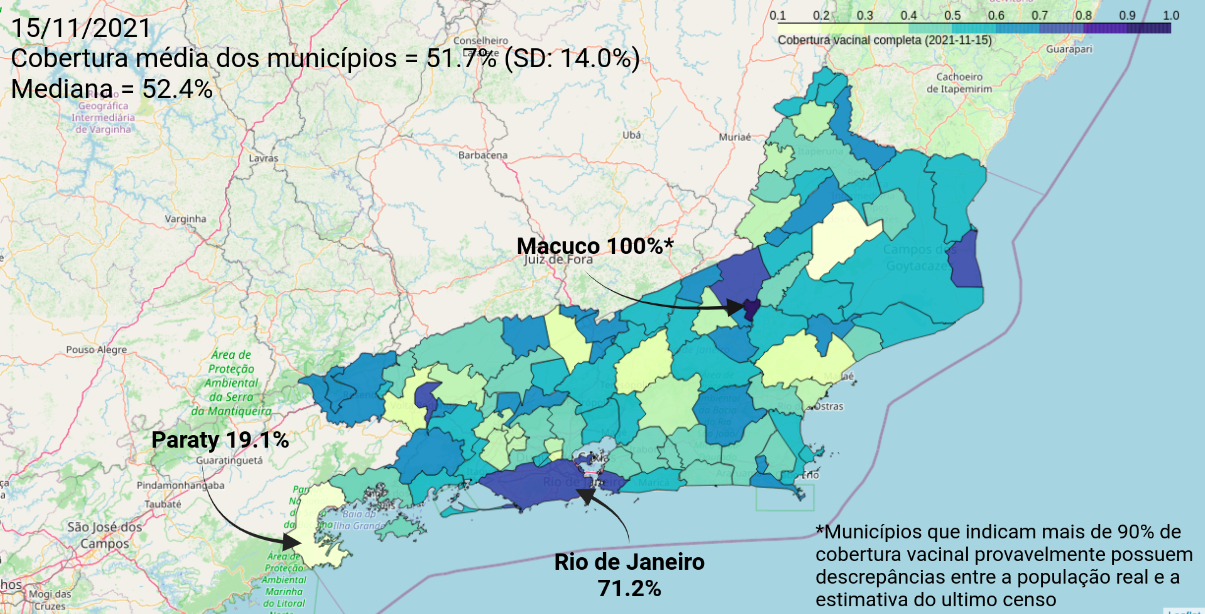 15/11/2021
Cobertura média dos municípios = 51.7% (SD: 14.0%)
Mediana = 52.4%
0.1 0.2 0.3 0.4 0.5 0.6 0.7 0.8 0.9 1.0
Cobertura vacinal completa (2021-11-15)
Conselheiro
Guarapari
Cachoeiro
de Itapemirim
Geográfica
Intermediária
de Varginha
Ubá
Muriaé
Lavras
Barbacena
Itaperuna
Varginha
Macuco 100%*
Juiz de Fora
Campos dos
Goytacazes
Pouso Alegre
Área de
Proteção
Ambiental
da Serra
da Mantiqueira
Ostras
Paraty 19.1%
Guaratinguetá
Pindamonhangaba
Taubaté
São José dos
Campos
Baía da
Ilha Grande
Rio de Janeiro
Maricá
Área de
Proteção
Ambiental
Marinha
do Litoral
Norte
Mogi das
Cruzes
Rio de Janeiro
71.2%
*Municípios que indicam mais de 90% de
cobertura vacinal provavelmente possuem
descrepâncias entre a população real e a
estimativa do ultimo censo